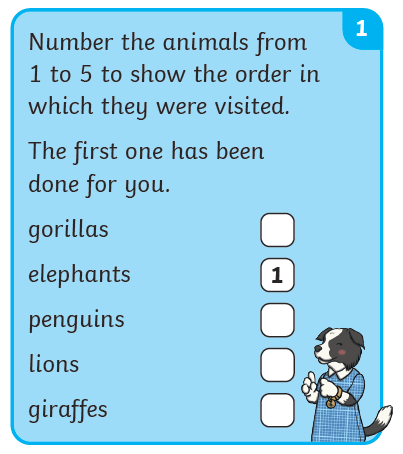 1
Number the animals from
1 to 5 to show the order in
which they were visited.
The first one has been
done for you.
gorillas
elephants 1
penguins
lions
giraffes